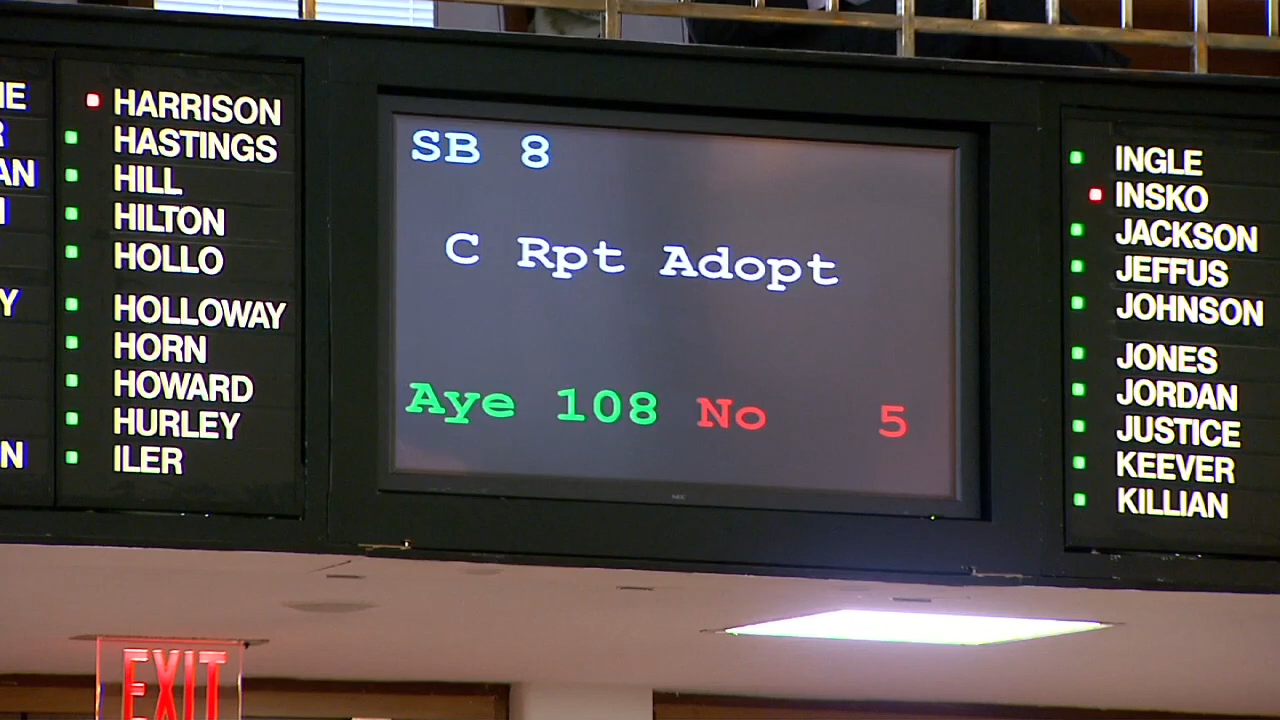 HARRISON
HASTINGS
HILL
HILTON
HOLLO
HOLLOWAY
HORN
HOWARD
HURLEY
ILER
SB 8
C Rpt Adopt
Aye 108 No 5
NEC
INGLE
INSKO
JACKSON
JEFFUS
JOHNSON
JONES
JORDAN
JUSTICE
KEEVER
KILLIAN
EXIT